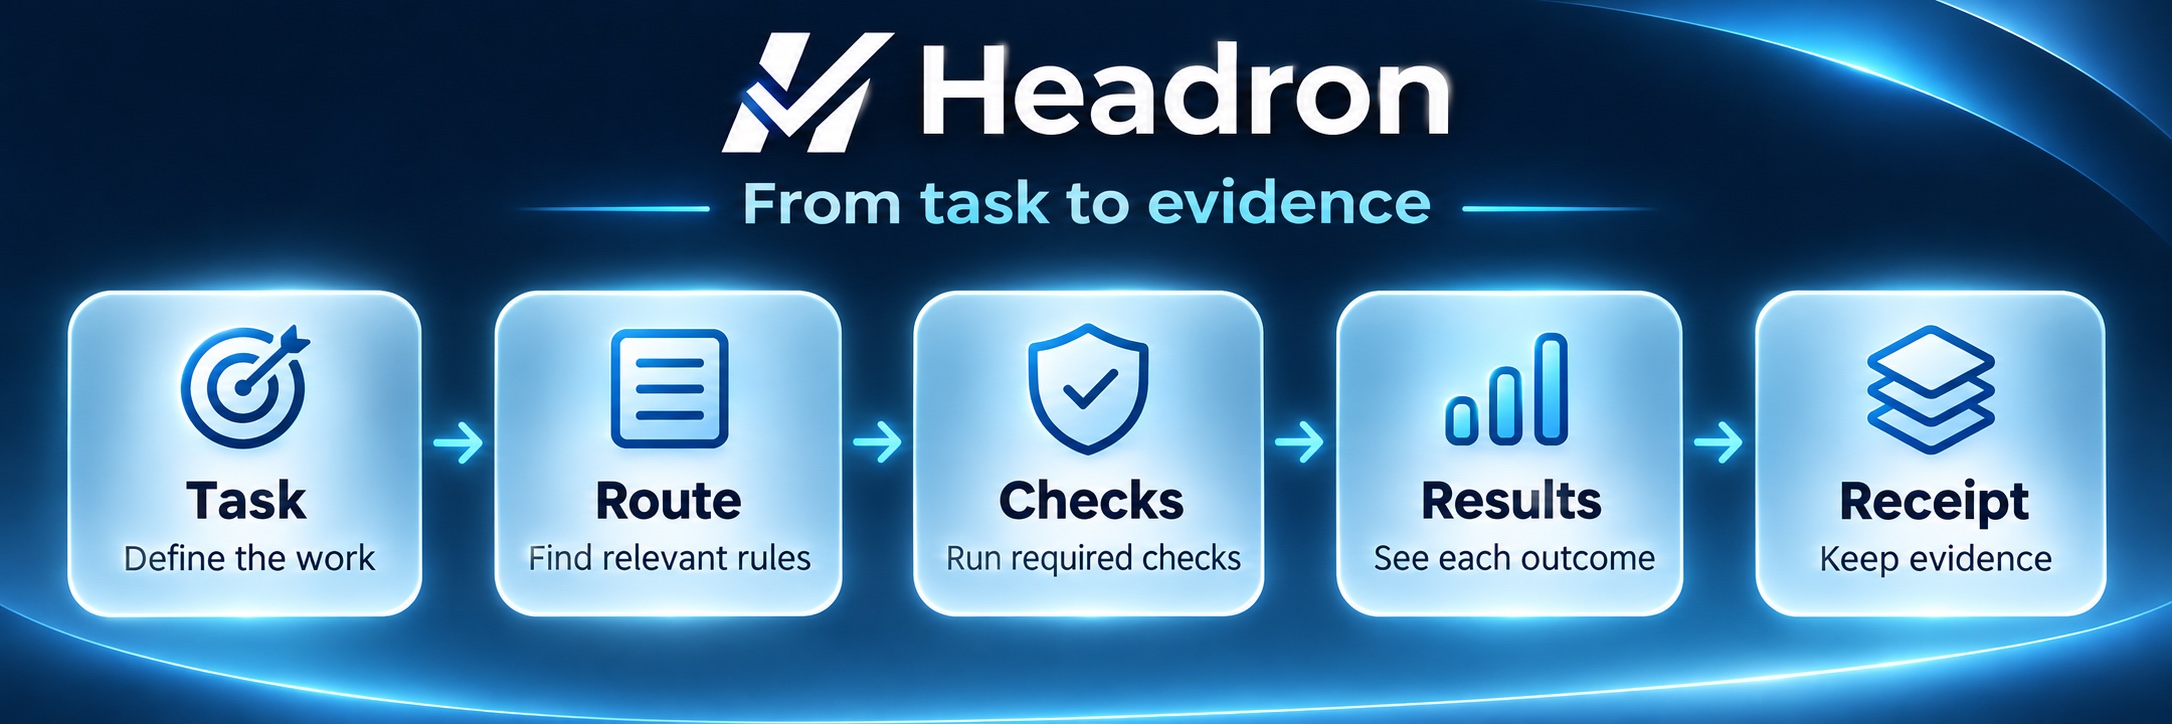 Headron
From task to evidence
Task
Define the work
Route
Find relevant rules
Checks
Run required checks
Results
See each outcome
Receipt
Keep evidence